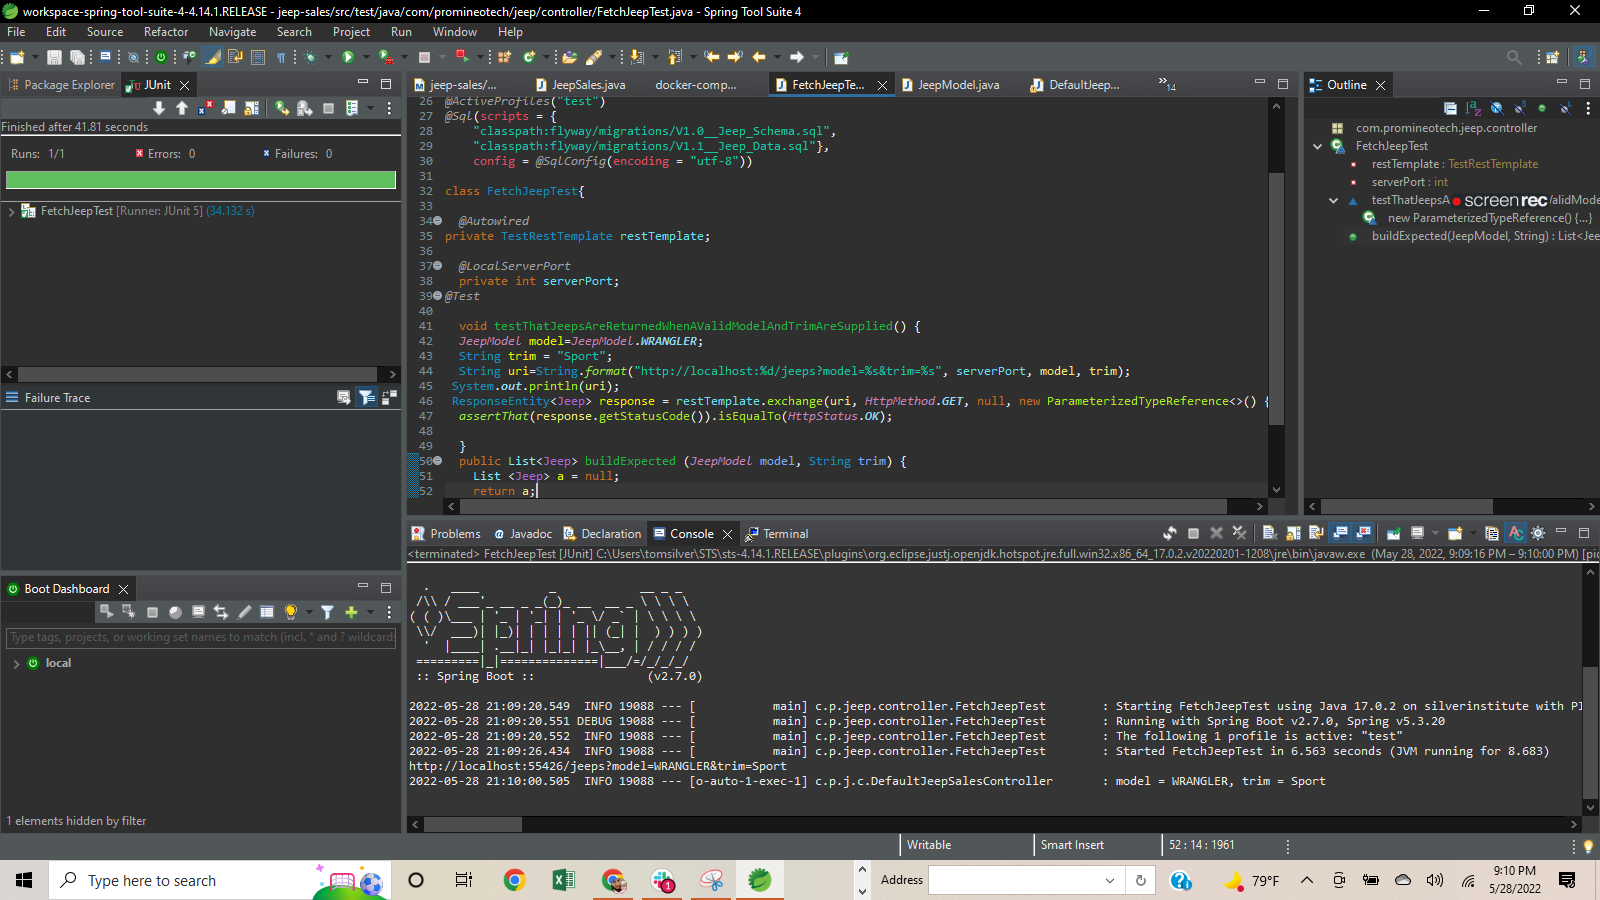 workspace-spring-tool-suite-4-4.14.1.RELEASE - jeep-sales/src/test/java/com/promineotech/jeep/controller/FetchJeepTest.java - Spring Tool Suite 4
File Edit Source Refactor Navigate Search Project Run Window Help
Package Explorer JUnit
Finished after 41.81 seconds
Runs: 1/1 Errors: 0 Failures: 0
FetchJeepTest [Runner: JUnit 5] (34.132 s)
Failure Trace
Boot Dashboard
Type tags, projects, or working set names to match (incl. * and ? wildcard
local
1 elements hidden by filter
jeep-sales/... JeepSales.java docker-comp... FetchJeepTe... JeepModel.java DefaultJeep... 14
26 @ActiveProfiles("test")
27 @Sql(scripts = {
28 "classpath:flyway/migrations/V1.0__Jeep_Schema.sql",
29 "classpath:flyway/migrations/V1.1__Jeep_Data.sql"},
30 config = @SqlConfig(encoding = "utf-8"))
31
32 class FetchJeepTest{
33
34 @Autowired
35 private TestRestTemplate restTemplate;
36
37 @LocalServerPort
38 private int serverPort;
39 @Test
40
41 void testThatJeepsAreReturnedWhenAValidModelAndTrimAreSupplied() {
42 JeepModel model=JeepModel.WRANGLER;
43 String trim = "Sport";
44 String uri=String.format("http://localhost:%d/jeeps?model=%s&trim=%s", serverPort, model, trim);
45 System.out.println(uri);
46 ResponseEntity<Jeep> response = restTemplate.exchange(uri, HttpMethod.GET, null, new ParameterizedTypeReference<>() {
47 assertThat(response.getStatusCode()).isEqualTo(HttpStatus.OK);
48
49 }
50 public List<Jeep> buildExpected (JeepModel model, String trim) {
51 List <Jeep> a = null;
52 return a;
Outline
com.promineotech.jeep.controller
FetchJeepTest
restTemplate : TestRestTemplate
serverPort : int
testThatJeepsA screenrec /alidMode
new ParameterizedTypeReference() {...}
buildExpected(JeepModel, String) : List<Jee
Problems Javadoc Declaration Console Terminal
<terminated> FetchJeepTest [JUnit] C:\Users\tomsilver\STS\sts-4.14.1.RELEASE\plugins\org.eclipse.justj.openjdk.hotspot.jre.full.win32.x86_64_17.0.2.v20220201-1208\jre\bin\javaw.exe (May 28, 2022, 9:09:16 PM – 9:10:00 PM) [pic
Spring
:: Spring Boot :: (v2.7.0)
2022-05-28 21:09:20.549 INFO 19088 --- [ main] c.p.jeep.controller.FetchJeepTest : Starting FetchJeepTest using Java 17.0.2 on silverinstitute with PI
2022-05-28 21:09:20.551 DEBUG 19088 --- [ main] c.p.jeep.controller.FetchJeepTest : Running with Spring Boot v2.7.0, Spring v5.3.20
2022-05-28 21:09:20.552 INFO 19088 --- [ main] c.p.jeep.controller.FetchJeepTest : The following 1 profile is active: "test"
2022-05-28 21:09:26.434 INFO 19088 --- [ main] c.p.jeep.controller.FetchJeepTest : Started FetchJeepTest in 6.563 seconds (JVM running for 8.683)
http://localhost:55426/jeeps?model=WRANGLER&trim=Sport
2022-05-28 21:10:00.505 INFO 19088 --- [o-auto-1-exec-1] c.p.j.c.DefaultJeepSalesController : model = WRANGLER, trim = Sport
Writable Smart Insert 52 : 14 : 1961
Type here to search
Address
79°F
9:10 PM
5/28/2022